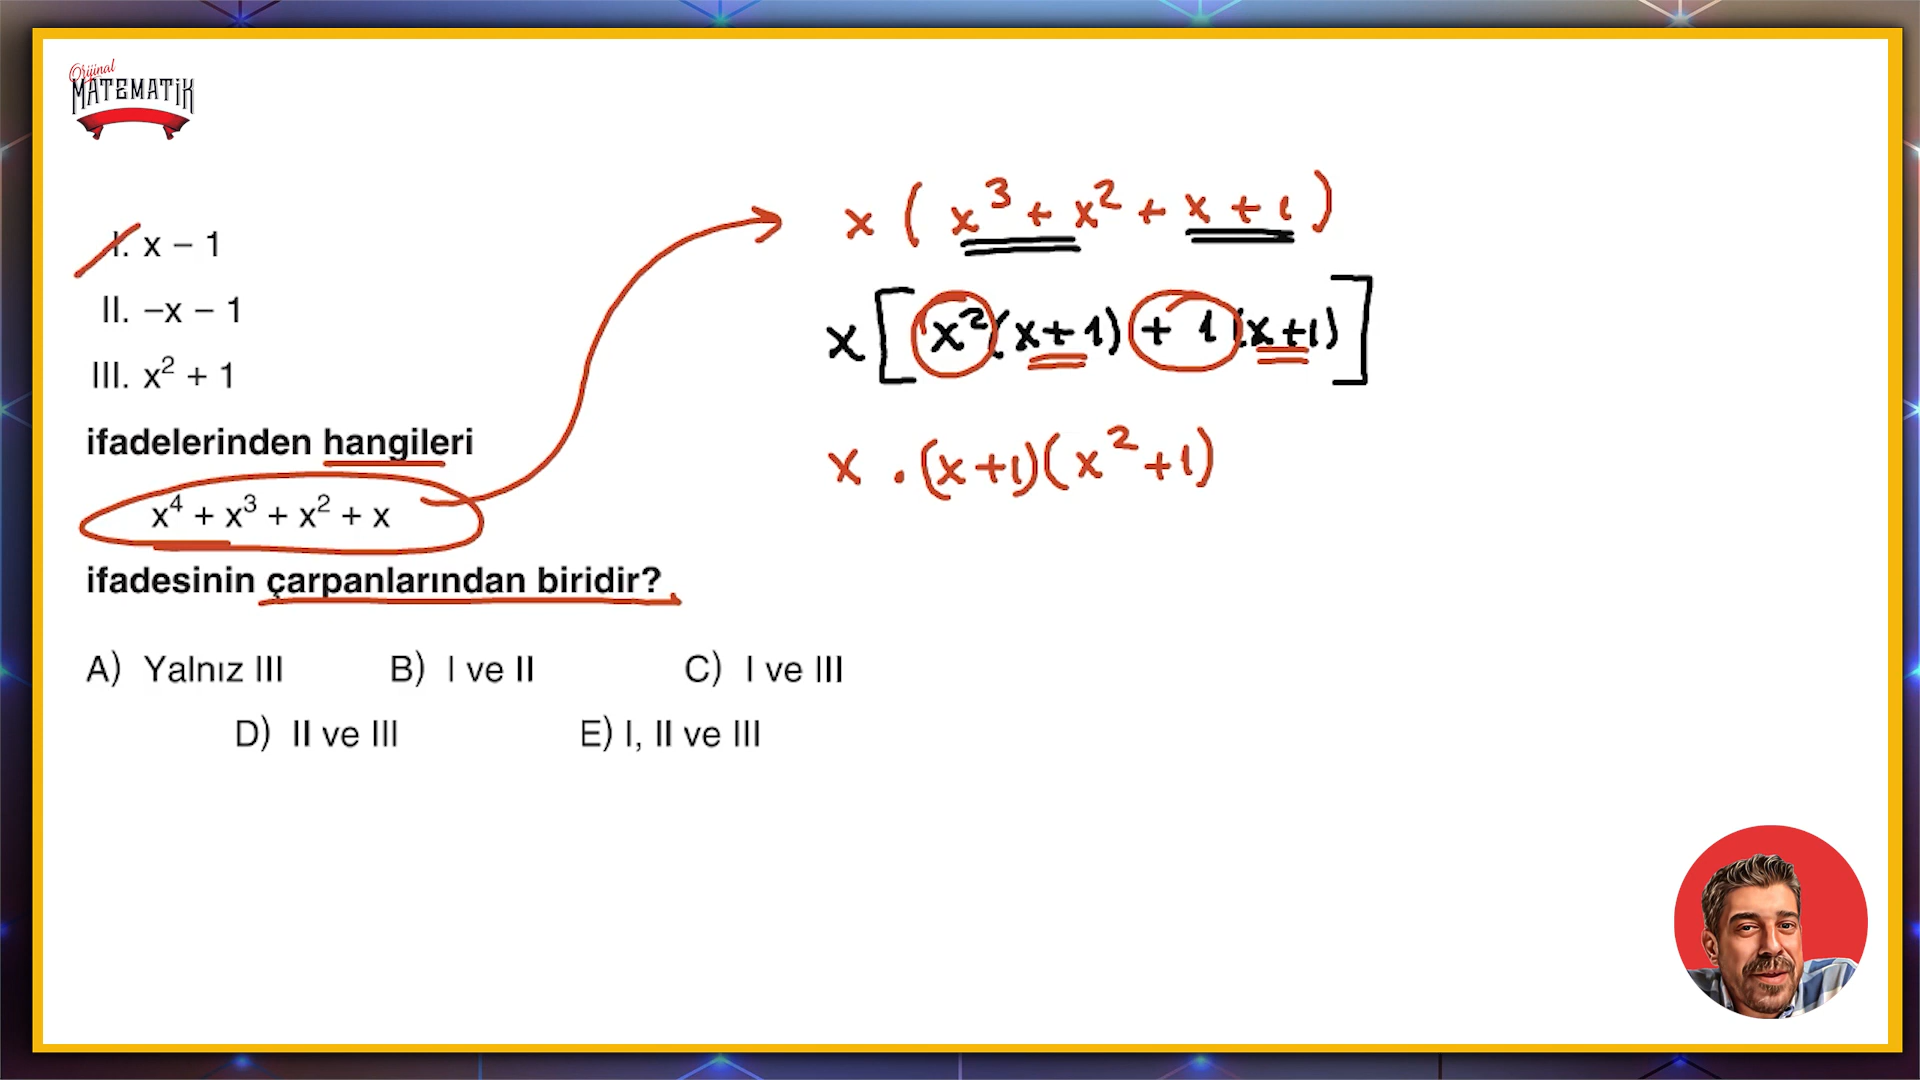 Orijinal
MATEMATİK
I. x – 1
II. –x – 1
III. x² + 1
ifadelerinden hangileri
x⁴ + x³ + x² + x
ifadesinin çarpanlarından biridir?
A) Yalnız III B) I ve II C) I ve III
D) II ve III E) I, II ve III
x ( x³ + x² + x + 1 )
x [ x² (x+1) + 1 (x+1) ]
x . (x+1)(x²+1)